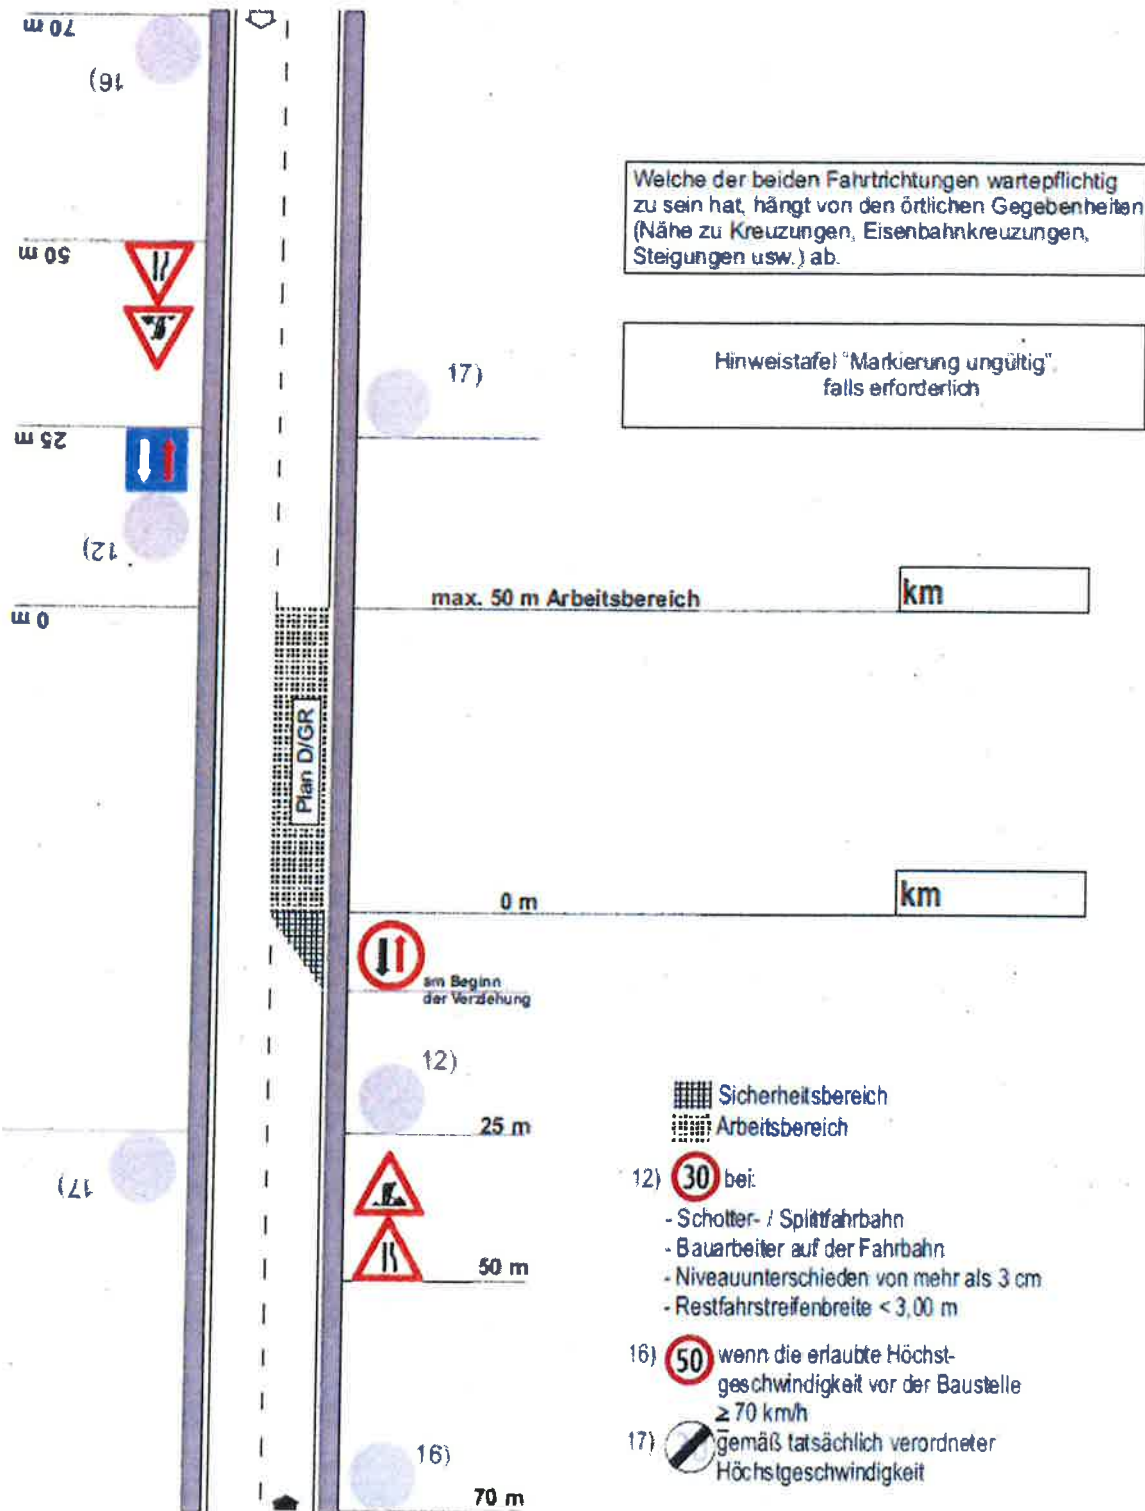 70 m
16)
50 m
25 m
12)
0 m
17)
Welche der beiden Fahrtrichtungen wartepflichtig
zu sein hat, hängt von den örtlichen Gegebenheiten
(Nähe zu Kreuzungen, Eisenbahnkreuzungen,
Steigungen usw.) ab.
Hinweistafel "Markierung ungültig"
falls erforderlich
17)
max. 50 m Arbeitsbereich
km
Plan D/GR
0 m
km
am Beginn
der Verziehung
12)
25 m
50 m
16)
70 m
Sicherheitsbereich
Arbeitsbereich
12) 30 bei:
- Schotter- / Splittfahrbahn
- Bauarbeiter auf der Fahrbahn
- Niveauunterschieden von mehr als 3 cm
- Restfahrstreifenbreite < 3,00 m
16) 50 wenn die erlaubte Höchst-
geschwindigkeit vor der Baustelle
≥ 70 km/h
17) gemäß tatsächlich verordneter
Höchstgeschwindigkeit